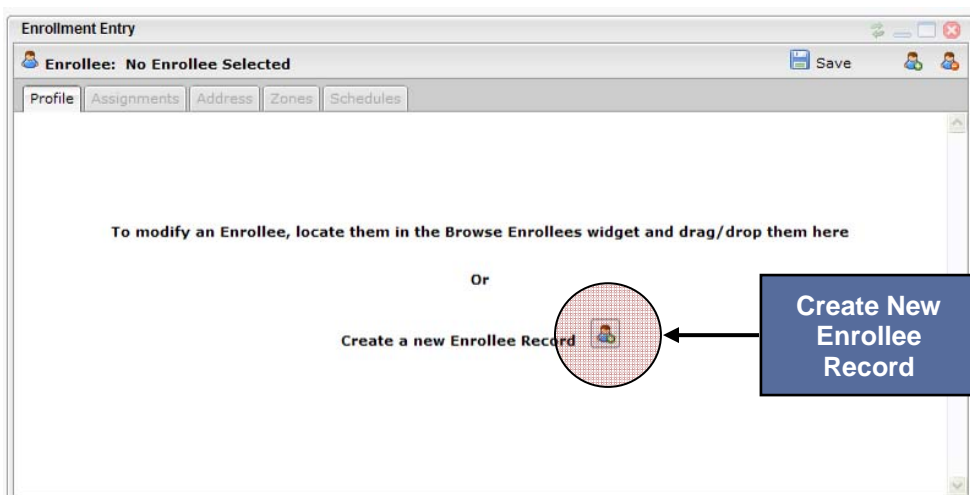 Enrollment Entry
Enrollee: No Enrollee Selected
Save
Profile Assignments Address Zones Schedules
To modify an Enrollee, locate them in the Browse Enrollees widget and drag/drop them here
Or
Create a new Enrollee Record
Create New
Enrollee
Record